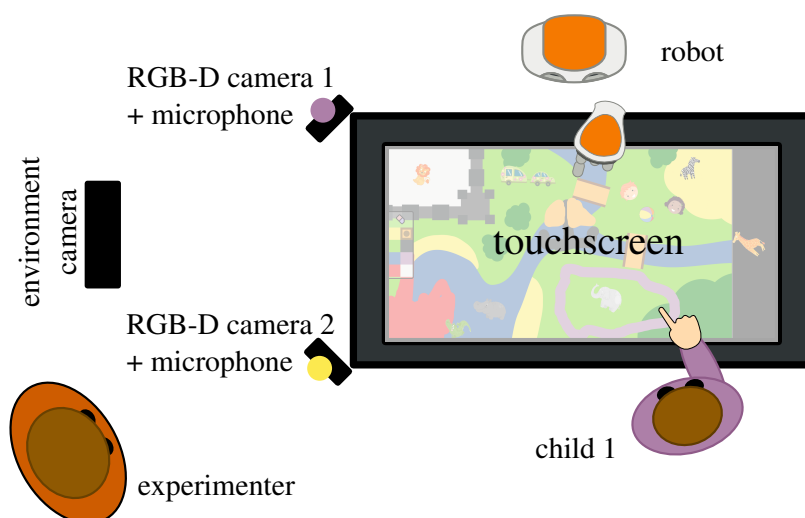 robot
RGB-D camera 1
+ microphone
environment
camera
touchscreen
RGB-D camera 2
+ microphone
child 1
experimenter